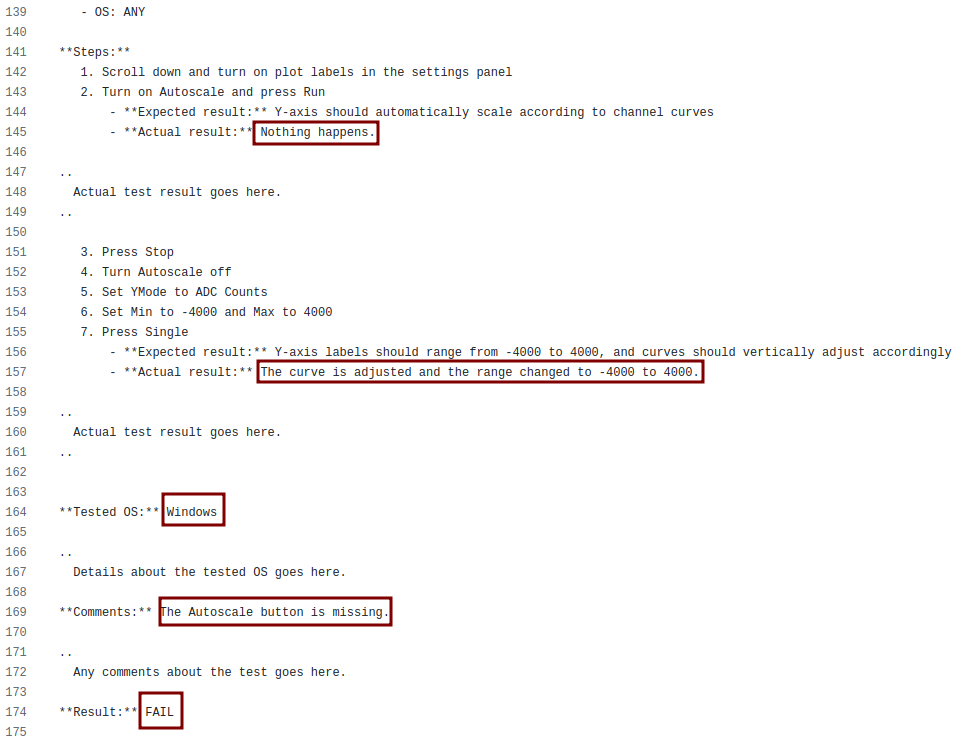 139 - OS: ANY
140
141 **Steps:**
142 1. Scroll down and turn on plot labels in the settings panel
143 2. Turn on Autoscale and press Run
144 - **Expected result:** Y-axis should automatically scale according to channel curves
145 - **Actual result:** Nothing happens.
146
147 ..
148 Actual test result goes here.
149 ..
150
151 3. Press Stop
152 4. Turn Autoscale off
153 5. Set YMode to ADC Counts
154 6. Set Min to -4000 and Max to 4000
155 7. Press Single
156 - **Expected result:** Y-axis labels should range from -4000 to 4000, and curves should vertically adjust accordingly
157 - **Actual result:** The curve is adjusted and the range changed to -4000 to 4000.
158
159 ..
160 Actual test result goes here.
161 ..
162
163
164 **Tested OS:** Windows
165
166 ..
167 Details about the tested OS goes here.
168
169 **Comments:** The Autoscale button is missing.
170
171 ..
172 Any comments about the test goes here.
173
174 **Result:** FAIL
175